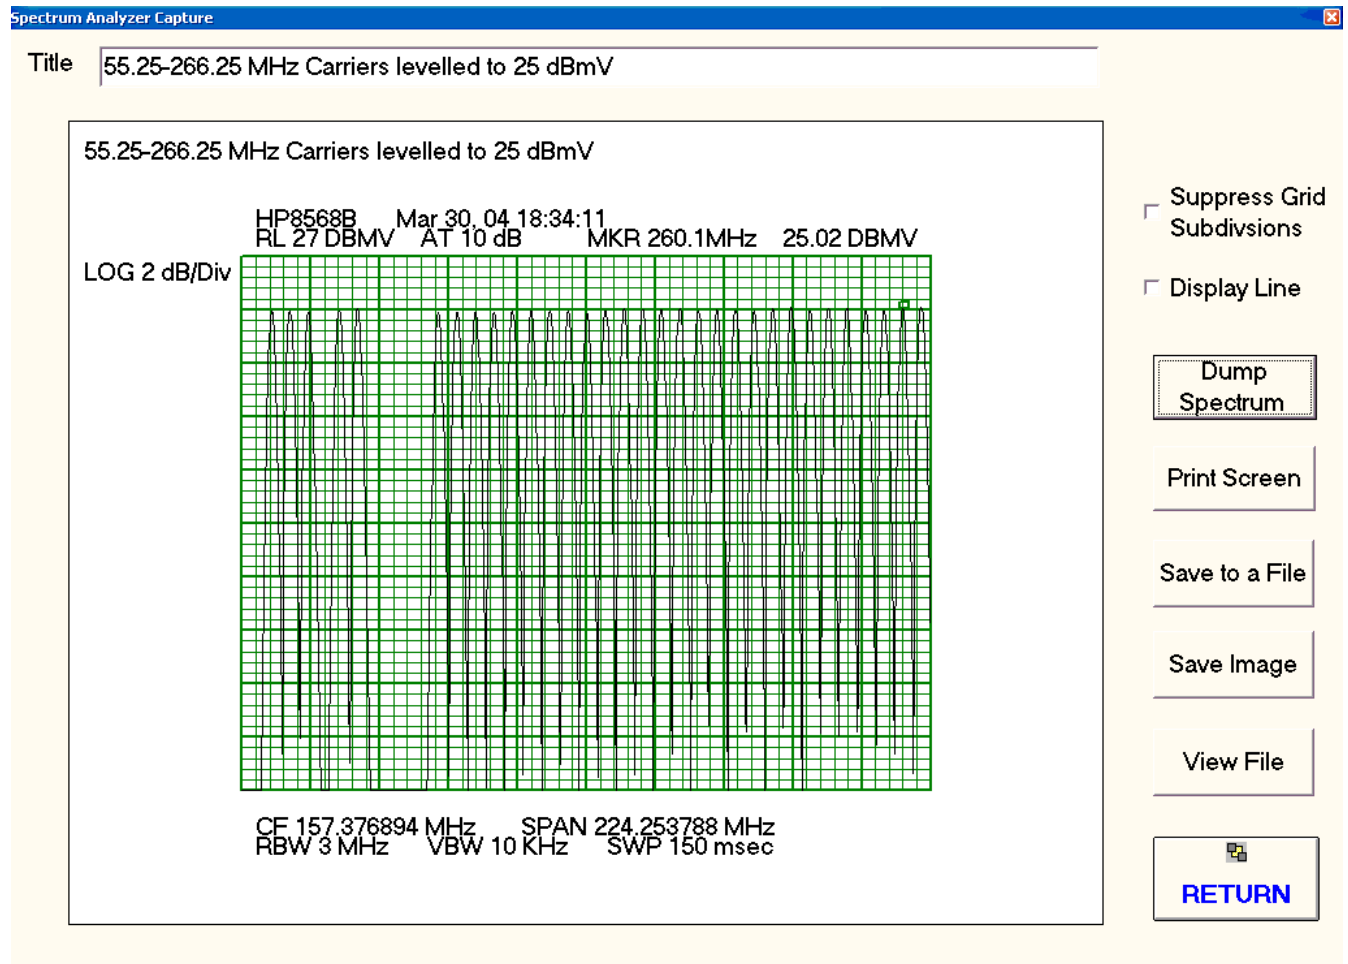 Spectrum Analyzer Capture
Title
55.25-266.25 MHz Carriers levelled to 25 dBmV
55.25-266.25 MHz Carriers levelled to 25 dBmV
HP8568B Mar 30, 04 18:34:11
RL 27 DBMV AT 10 dB MKR 260.1MHz 25.02 DBMV
LOG 2 dB/Div
CF 157.376894 MHz SPAN 224.253788 MHz
RBW 3 MHz VBW 10 KHz SWP 150 msec
Suppress Grid
Subdivsions
Display Line
Dump
Spectrum
Print Screen
Save to a File
Save Image
View File
RETURN